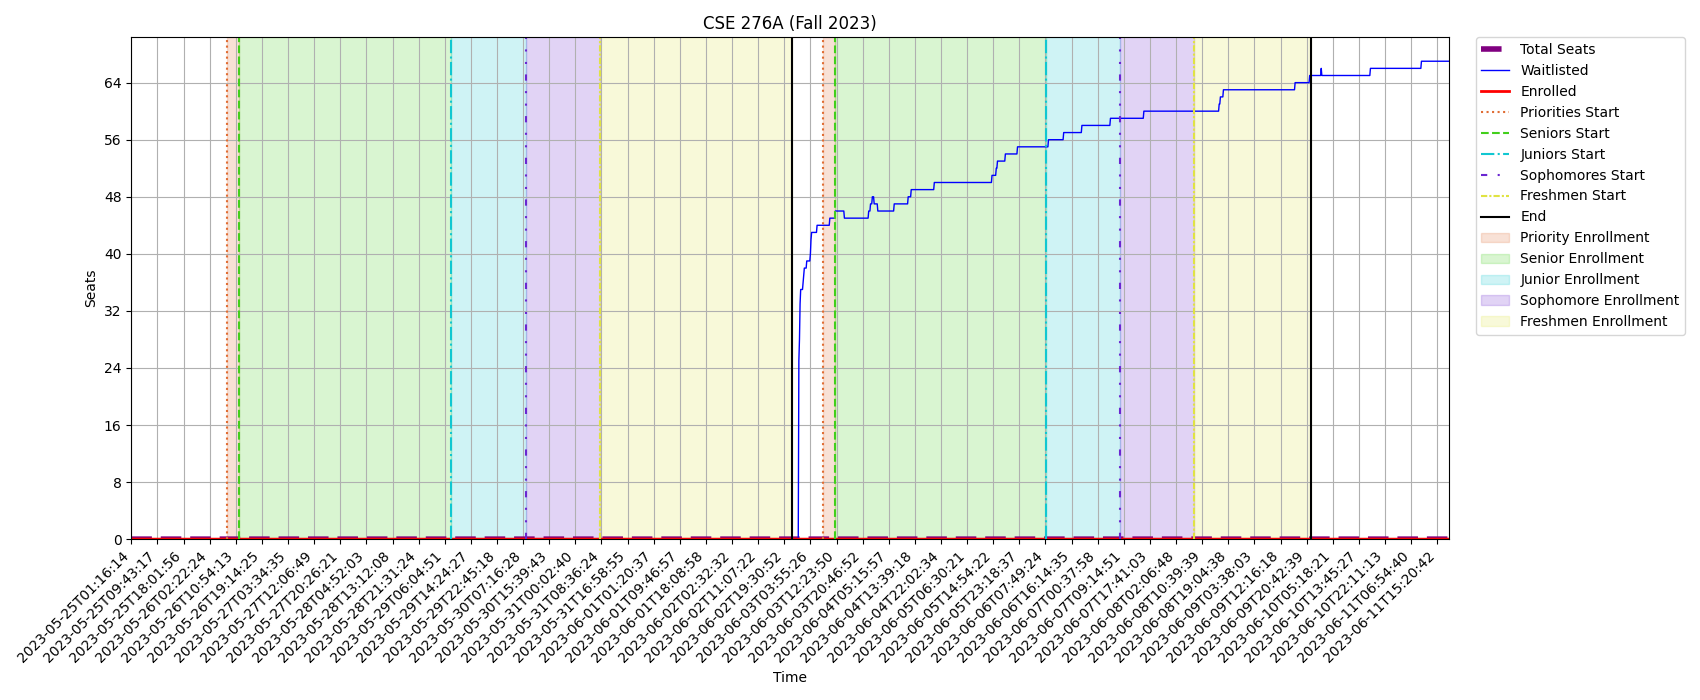 CSE 276A (Fall 2023)
Seats
64
56
48
40
32
24
16
8
0
2023-05-25T01:16:14
2023-05-25T09:43:17
2023-05-25T18:01:56
2023-05-26T02:22:24
2023-05-26T10:54:13
2023-05-26T19:14:25
2023-05-27T03:34:35
2023-05-27T12:06:49
2023-05-27T20:26:21
2023-05-28T04:52:03
2023-05-28T13:12:08
2023-05-28T21:31:24
2023-05-29T06:04:51
2023-05-29T14:24:27
2023-05-29T22:45:18
2023-05-30T07:16:28
2023-05-30T15:39:43
2023-05-31T00:02:40
2023-05-31T08:36:24
2023-05-31T16:58:55
2023-06-01T01:20:37
2023-06-01T09:46:57
2023-06-01T18:08:58
2023-06-02T02:32:32
2023-06-02T11:07:22
2023-06-02T19:30:52
2023-06-03T03:55:26
2023-06-03T12:23:50
2023-06-03T20:46:52
2023-06-04T05:15:57
2023-06-04T13:39:18
2023-06-04T22:02:34
2023-06-05T06:30:21
2023-06-05T14:54:22
2023-06-05T23:18:37
2023-06-06T07:49:24
2023-06-06T16:14:35
2023-06-07T00:37:58
2023-06-07T09:14:51
2023-06-07T17:41:03
2023-06-08T02:06:48
2023-06-08T10:39:39
2023-06-08T19:04:38
2023-06-09T03:38:03
2023-06-09T12:16:18
2023-06-09T20:42:39
2023-06-10T05:18:21
2023-06-10T13:45:27
2023-06-10T22:11:13
2023-06-11T06:54:40
2023-06-11T15:20:42
Time
Total Seats
Waitlisted
Enrolled
Priorities Start
Seniors Start
Juniors Start
Sophomores Start
Freshmen Start
End
Priority Enrollment
Senior Enrollment
Junior Enrollment
Sophomore Enrollment
Freshmen Enrollment